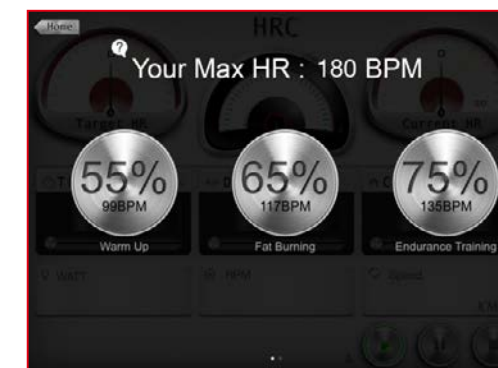 Home
HRC
?
Your Max HR : 180 BPM
Target HR
Current HR
55%
99BPM
65%
117BPM
75%
135BPM
Warm Up
Fat Burning
Endurance Training
WATT
RPM
Speed